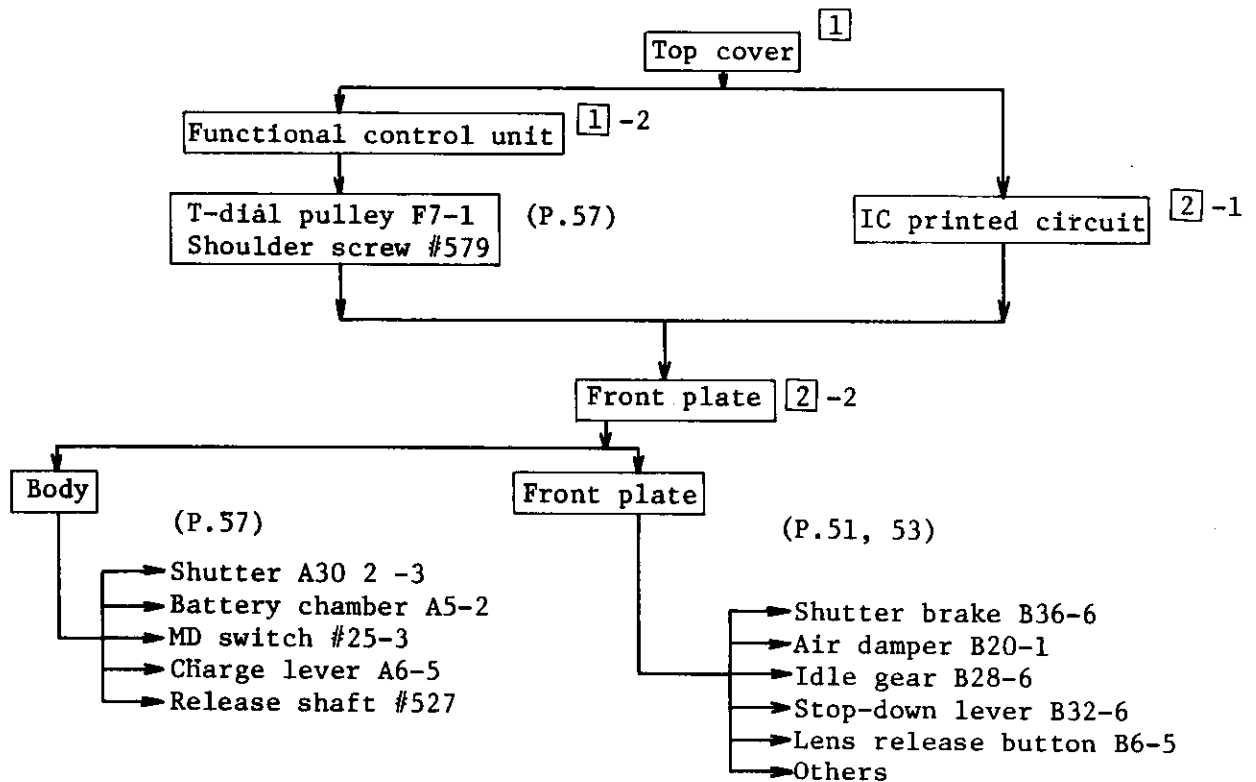 1
Top cover
Functional control unit 1 -2
T-dial pulley F7-1 (P.57)
Shoulder screw #579
IC printed circuit 2 -1
Front plate 2 -2
Body
(P.57)
Shutter A30 2 -3
Battery chamber A5-2
MD switch #25-3
Charge lever A6-5
Release shaft #527
Front plate
(P.51, 53)
Shutter brake B36-6
Air damper B20-1
Idle gear B28-6
Stop-down lever B32-6
Lens release button B6-5
Others